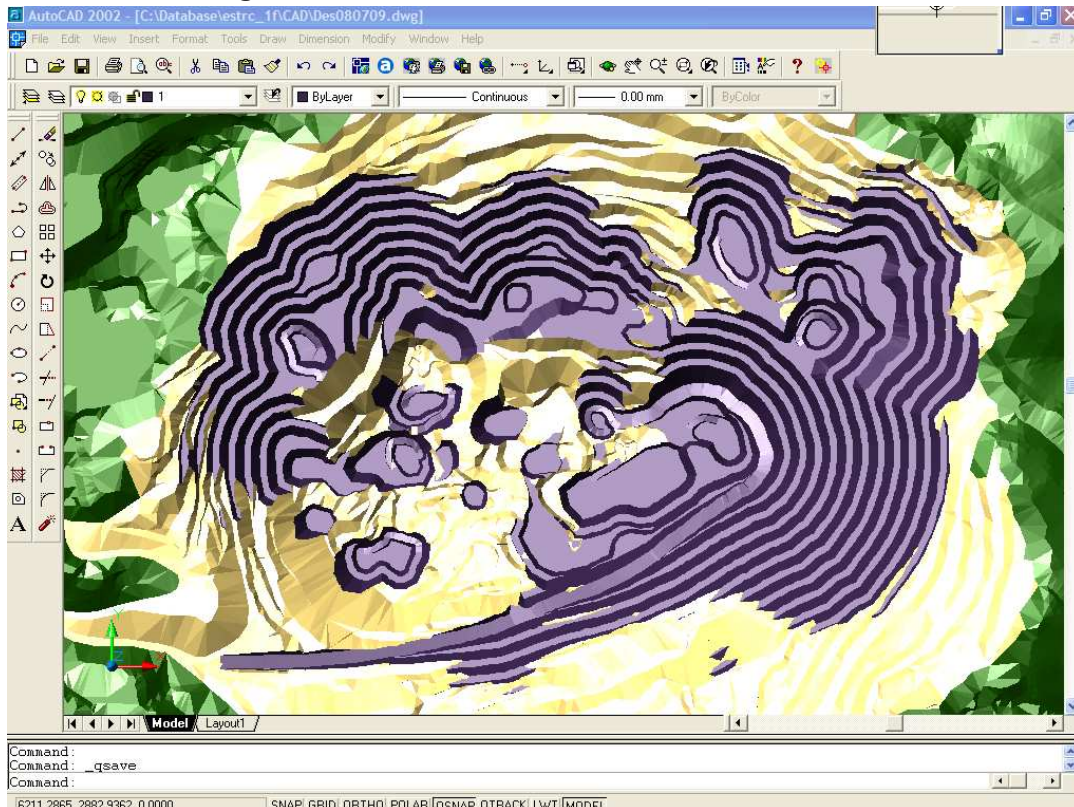 AutoCAD 2002 - [C:\Database\estrc_1f\CAD\Des080709.dwg]
File Edit View Insert Format Tools Draw Dimension Modify Window Help
1 ByLayer Continuous 0.00 mm ByColor
A
Y
Z
X
Model Layout1
Command:
Command: _qsave
Command:
6211.2865, 2882.9362, 0.0000 SNAP GRID ORTHO POLAR OSNAP OTRACK LWT MODEL